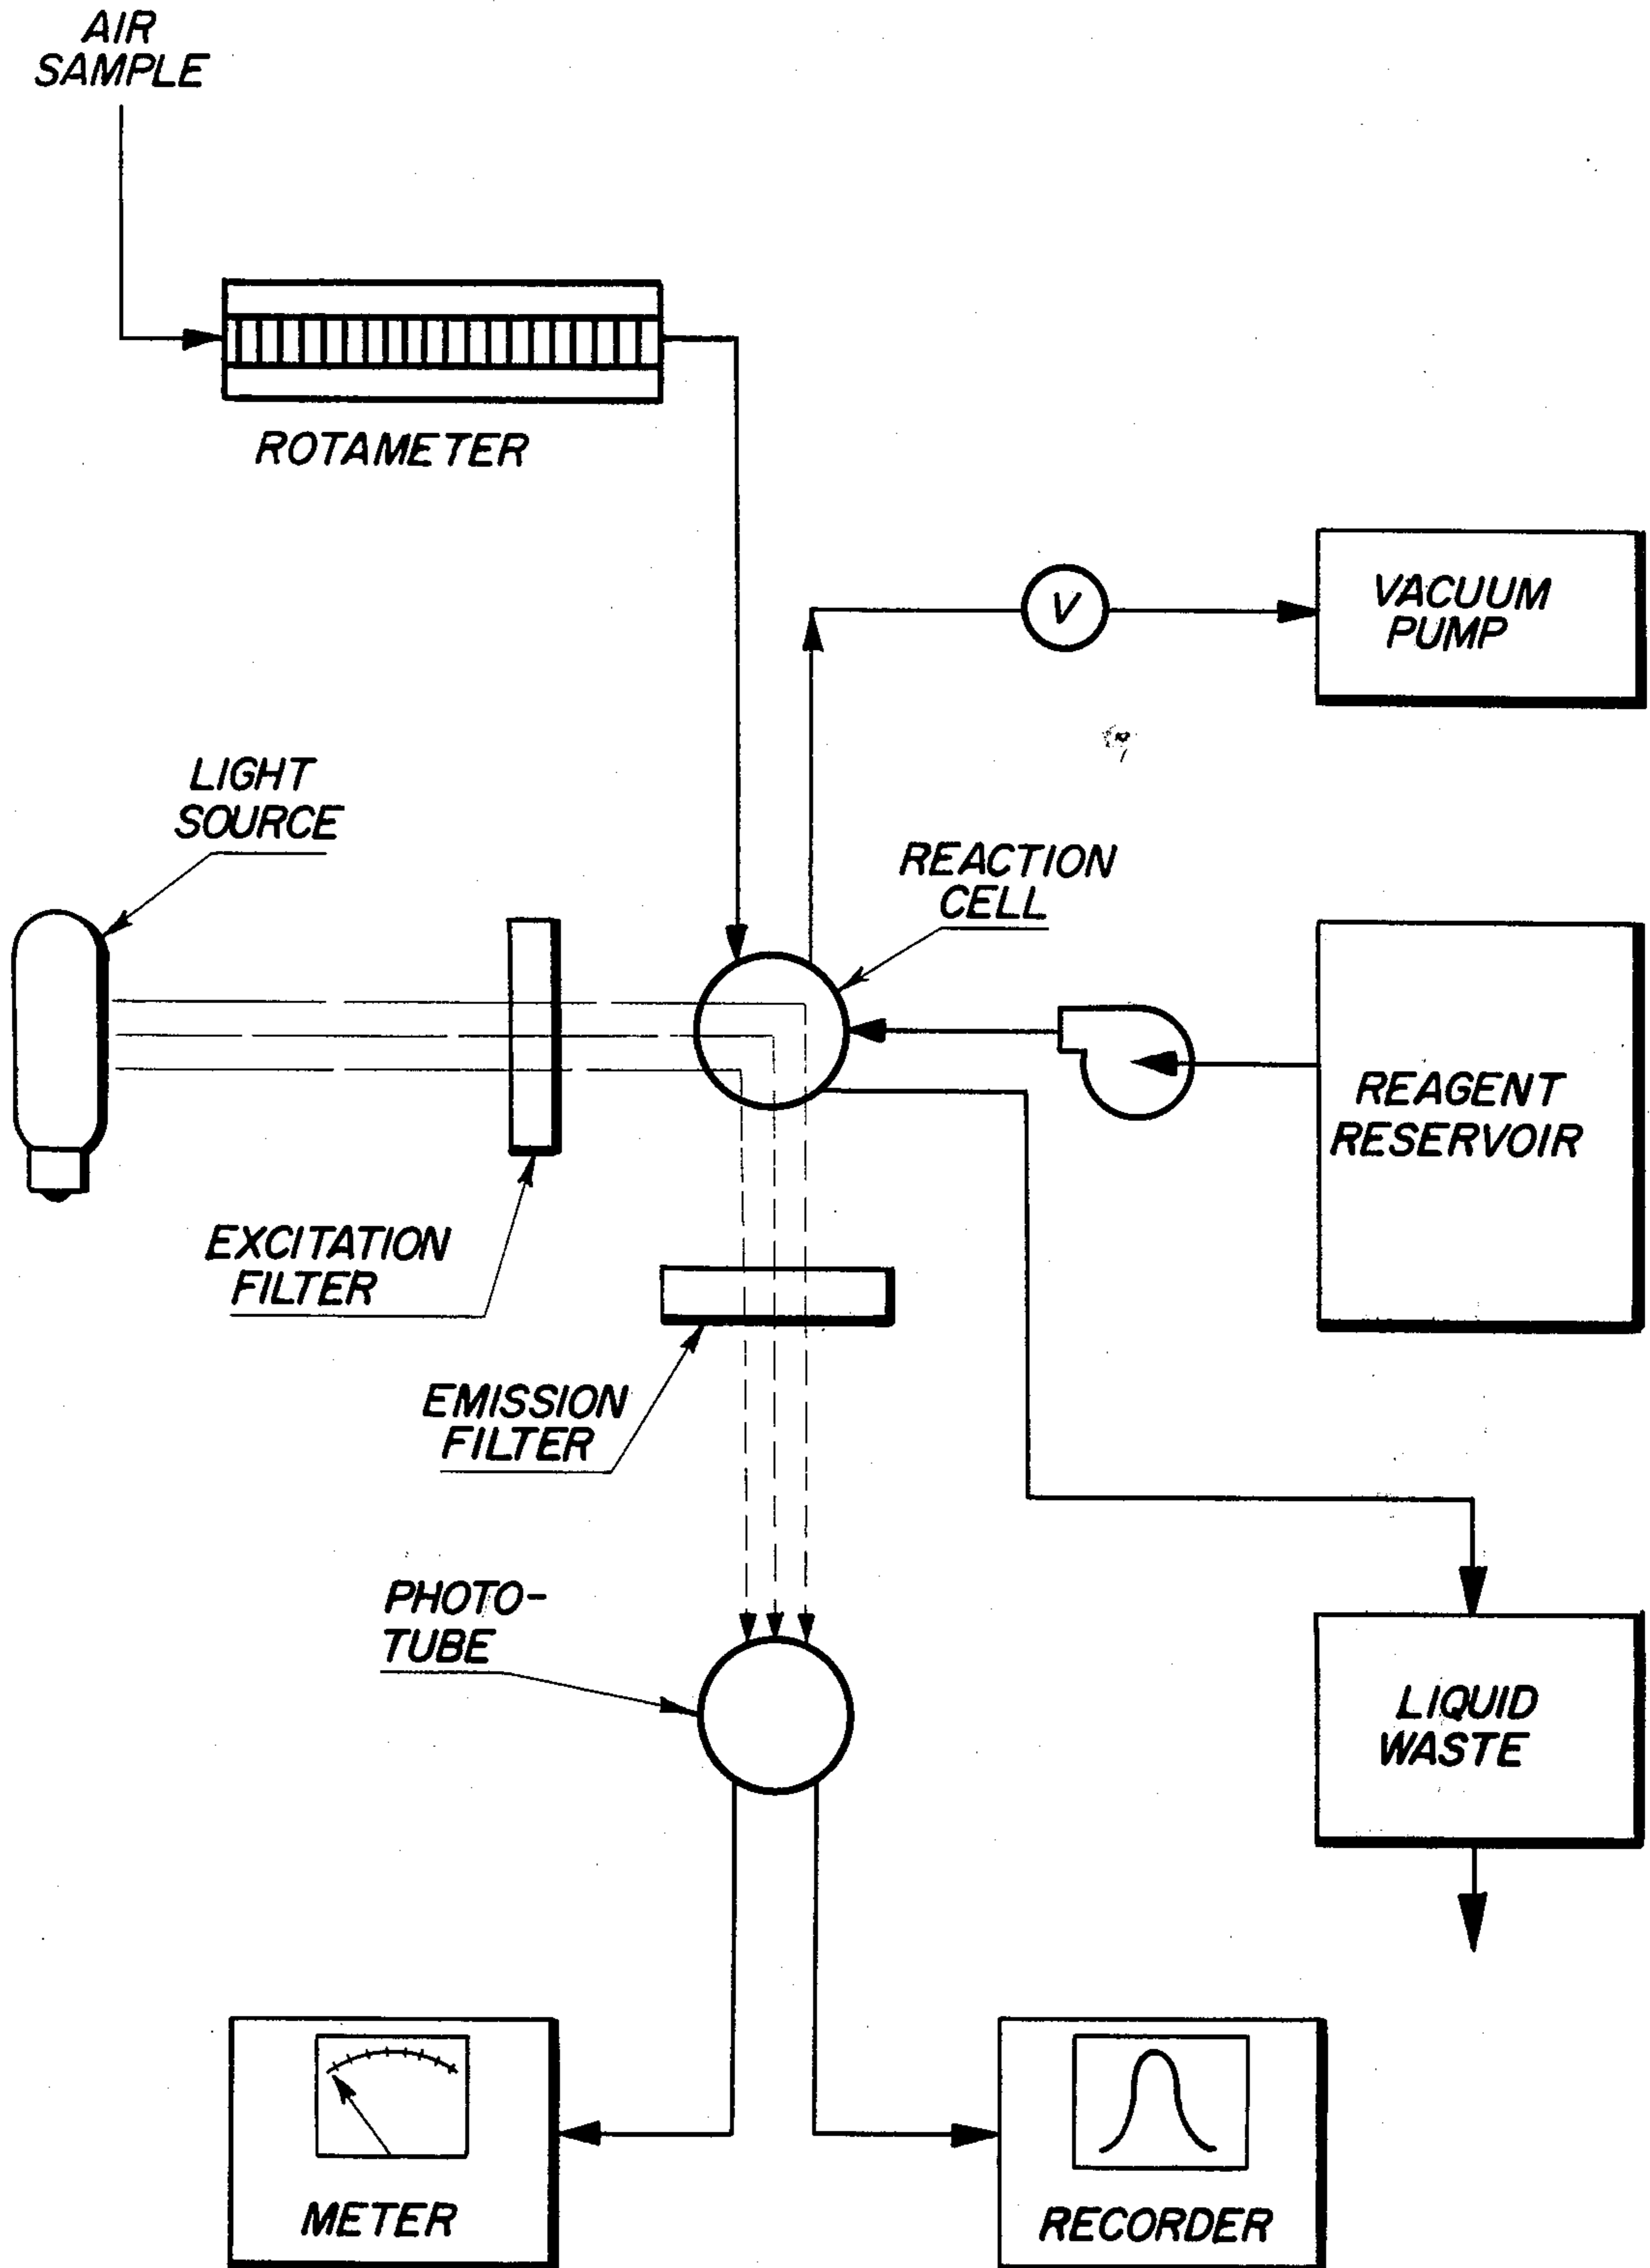 AIR
SAMPLE
ROTAMETER
V
VACUUM
PUMP
LIGHT
SOURCE
REACTION
CELL
REAGENT
RESERVOIR
EXCITATION
FILTER
EMISSION
FILTER
PHOTO-
TUBE
LIQUID
WASTE
METER
RECORDER